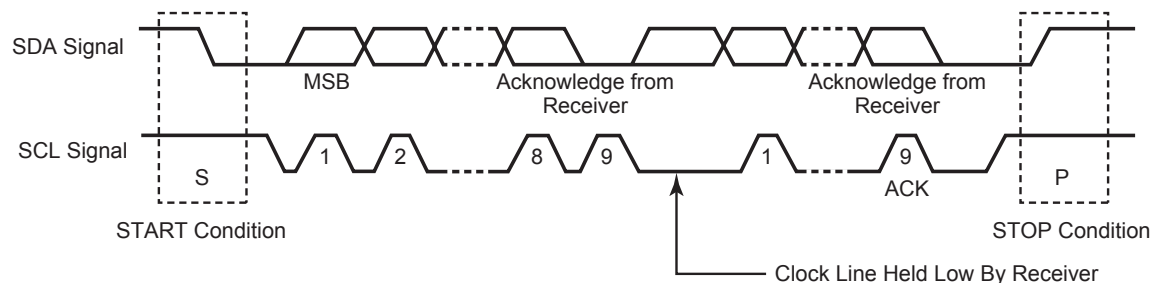 SDA Signal
MSB
Acknowledge from
Receiver
Acknowledge from
Receiver
SCL Signal
S
1
2
8
9
1
9
ACK
P
START Condition
STOP Condition
Clock Line Held Low By Receiver